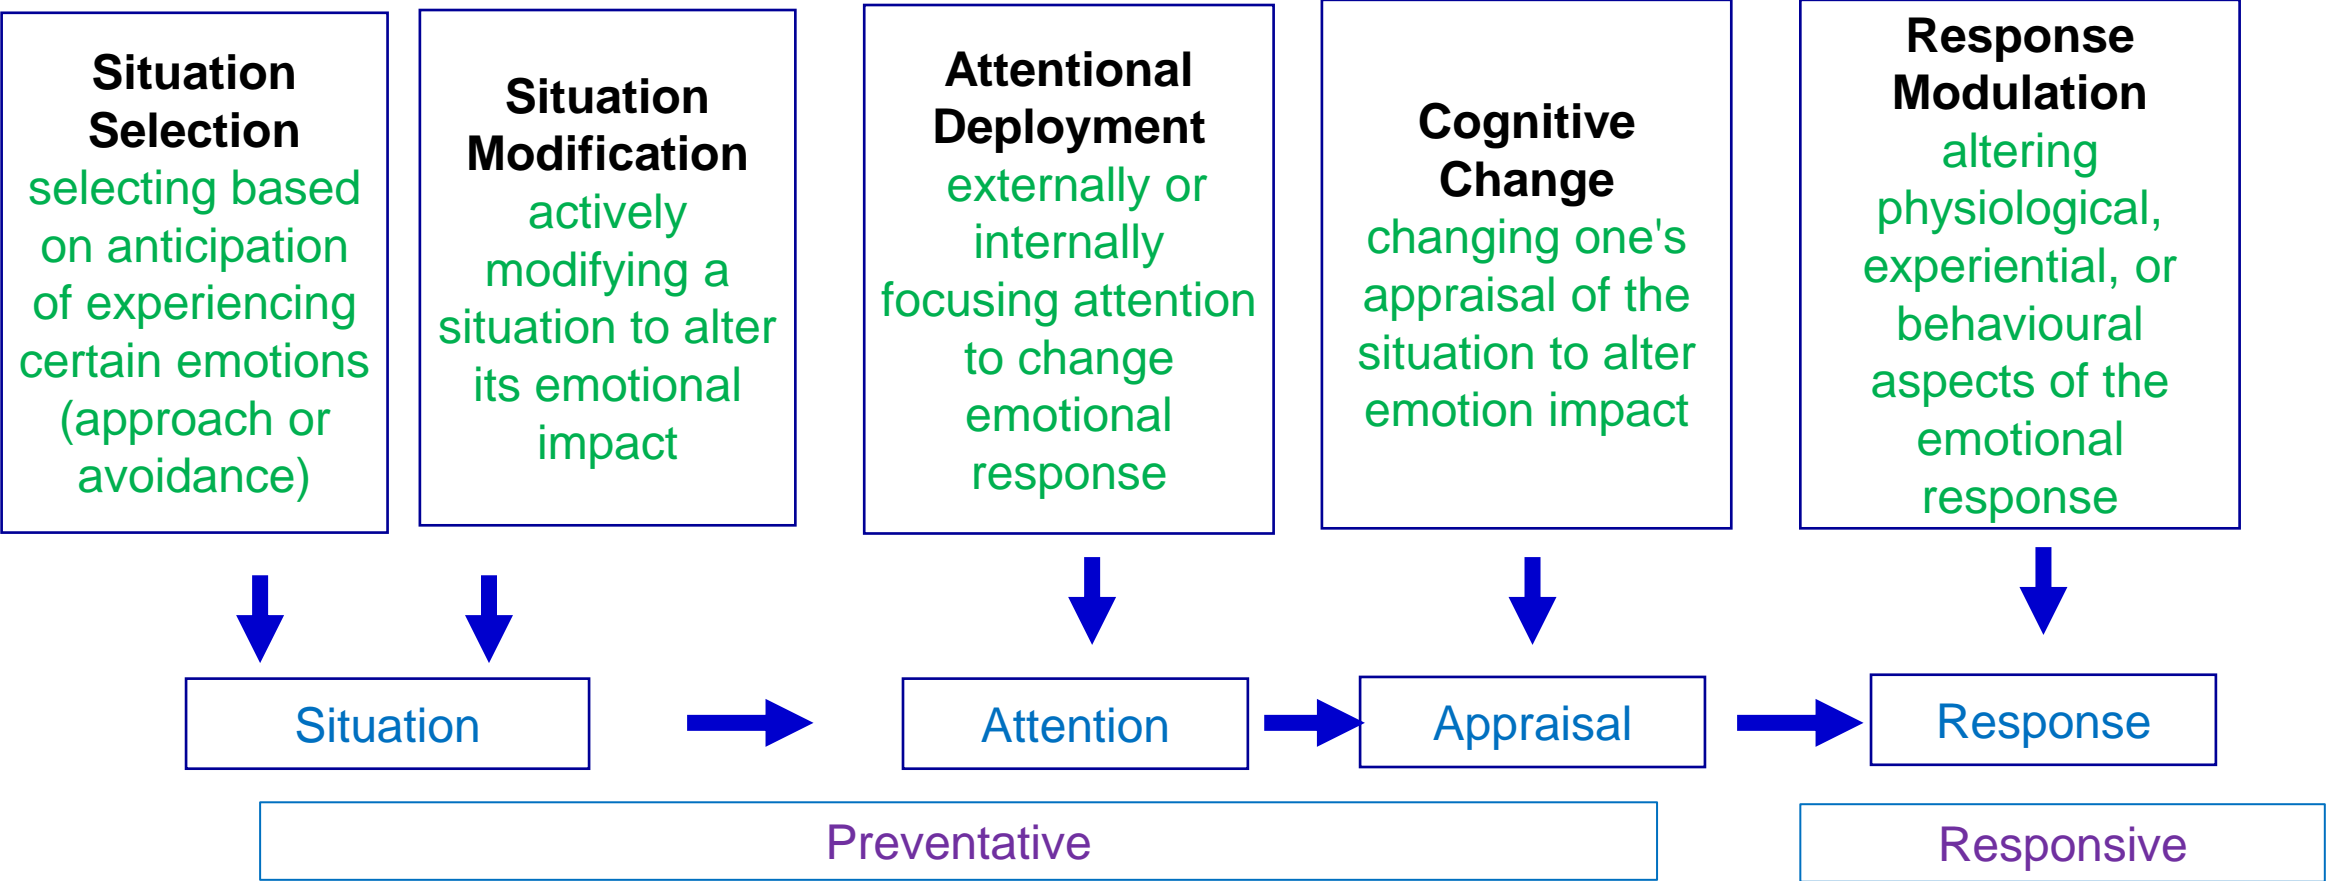 Situation
Selection
selecting based
on anticipation
of experiencing
certain emotions
(approach or
avoidance)
Situation
Modification
actively
modifying a
situation to alter
its emotional
impact
Attentional
Deployment
externally or
internally
focusing attention
to change
emotional
response
Cognitive
Change
changing one's
appraisal of the
situation to alter
emotion impact
Response
Modulation
altering
physiological,
experiential, or
behavioural
aspects of the
emotional
response
Situation
Attention
Appraisal
Response
Preventative
Responsive